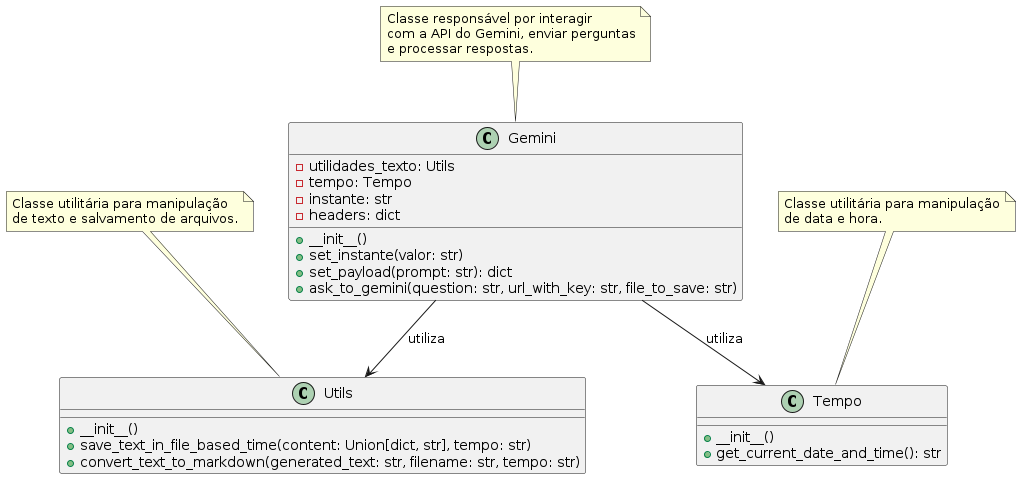 Classe responsável por interagir
com a API do Gemini, enviar perguntas
e processar respostas.
C Gemini
utilidades_texto: Utils
tempo: Tempo
instante: str
headers: dict
__init__()
set_instante(valor: str)
set_payload(prompt: str): dict
ask_to_gemini(question: str, url_with_key: str, file_to_save: str)
Classe utilitária para manipulação
de texto e salvamento de arquivos.
Classe utilitária para manipulação
de data e hora.
utiliza
utiliza
C Utils
__init__()
save_text_in_file_based_time(content: Union[dict, str], tempo: str)
convert_text_to_markdown(generated_text: str, filename: str, tempo: str)
C Tempo
__init__()
get_current_date_and_time(): str